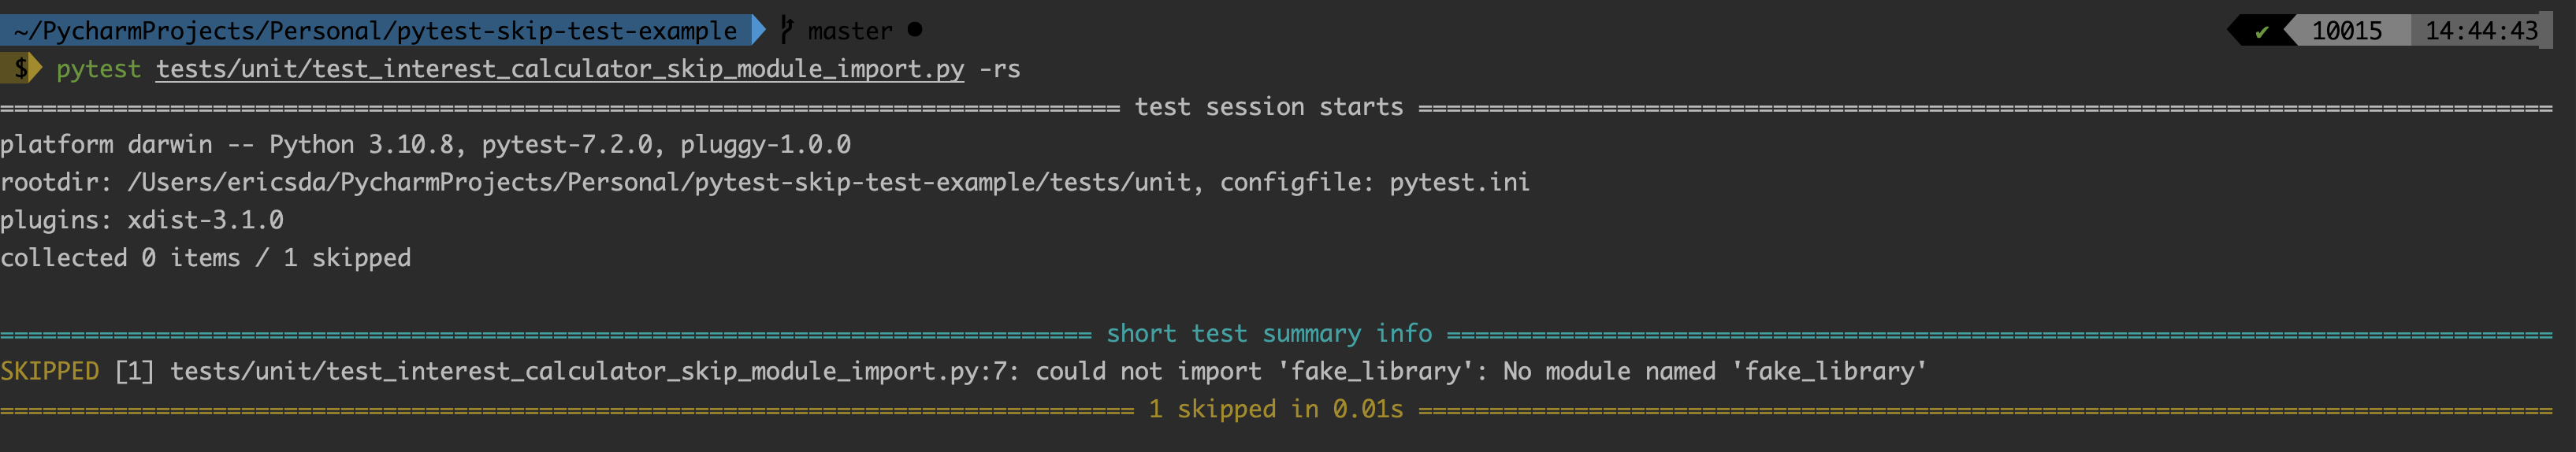 ~/PycharmProjects/Personal/pytest-skip-test-example master ● ✔ 10015 14:44:43
$ pytest tests/unit/test_interest_calculator_skip_module_import.py -rs
=============================================================================== test session starts ================================================================================
platform darwin -- Python 3.10.8, pytest-7.2.0, pluggy-1.0.0
rootdir: /Users/ericsda/PycharmProjects/Personal/pytest-skip-test-example/tests/unit, configfile: pytest.ini
plugins: xdist-3.1.0
collected 0 items / 1 skipped
============================================================================= short test summary info ==============================================================================
SKIPPED [1] tests/unit/test_interest_calculator_skip_module_import.py:7: could not import 'fake_library': No module named 'fake_library'
================================================================================ 1 skipped in 0.01s ================================================================================